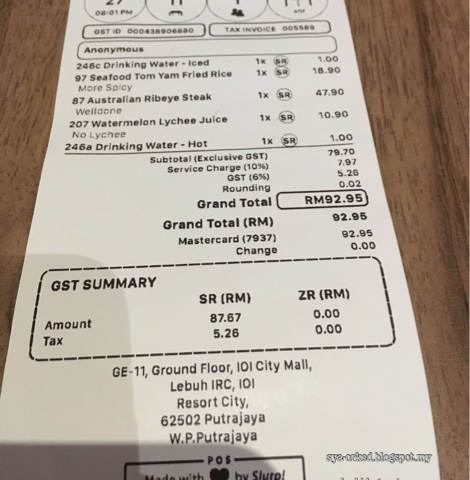 27
08:01 PM
GST ID 000438906880
TAX INVOICE 005589
Anonymous
246c Drinking Water - Iced 1x SR 1.00
97 Seafood Tom Yam Fried Rice 1x SR 18.90
More Spicy
87 Australian Ribeye Steak 1x SR 47.90
Welldone
207 Watermelon Lychee Juice 1x SR 10.90
No Lychee
246a Drinking Water - Hot 1x SR 1.00
Subtotal (Exclusive GST) 79.70
Service Charge (10%) 7.97
GST (6%) 5.26
Rounding 0.02
Grand Total RM92.95
Grand Total (RM) 92.95
Mastercard (7937) 92.95
Change 0.00
GST SUMMARY
SR (RM) ZR (RM)
Amount 87.67 0.00
Tax 5.26 0.00
GE-11, Ground Floor, IOI City Mall,
Lebuh IRC, IOI
Resort City,
62502 Putrajaya
W.P.Putrajaya
POS
Made with by Slurp!
sya-oriked.blogspot.my